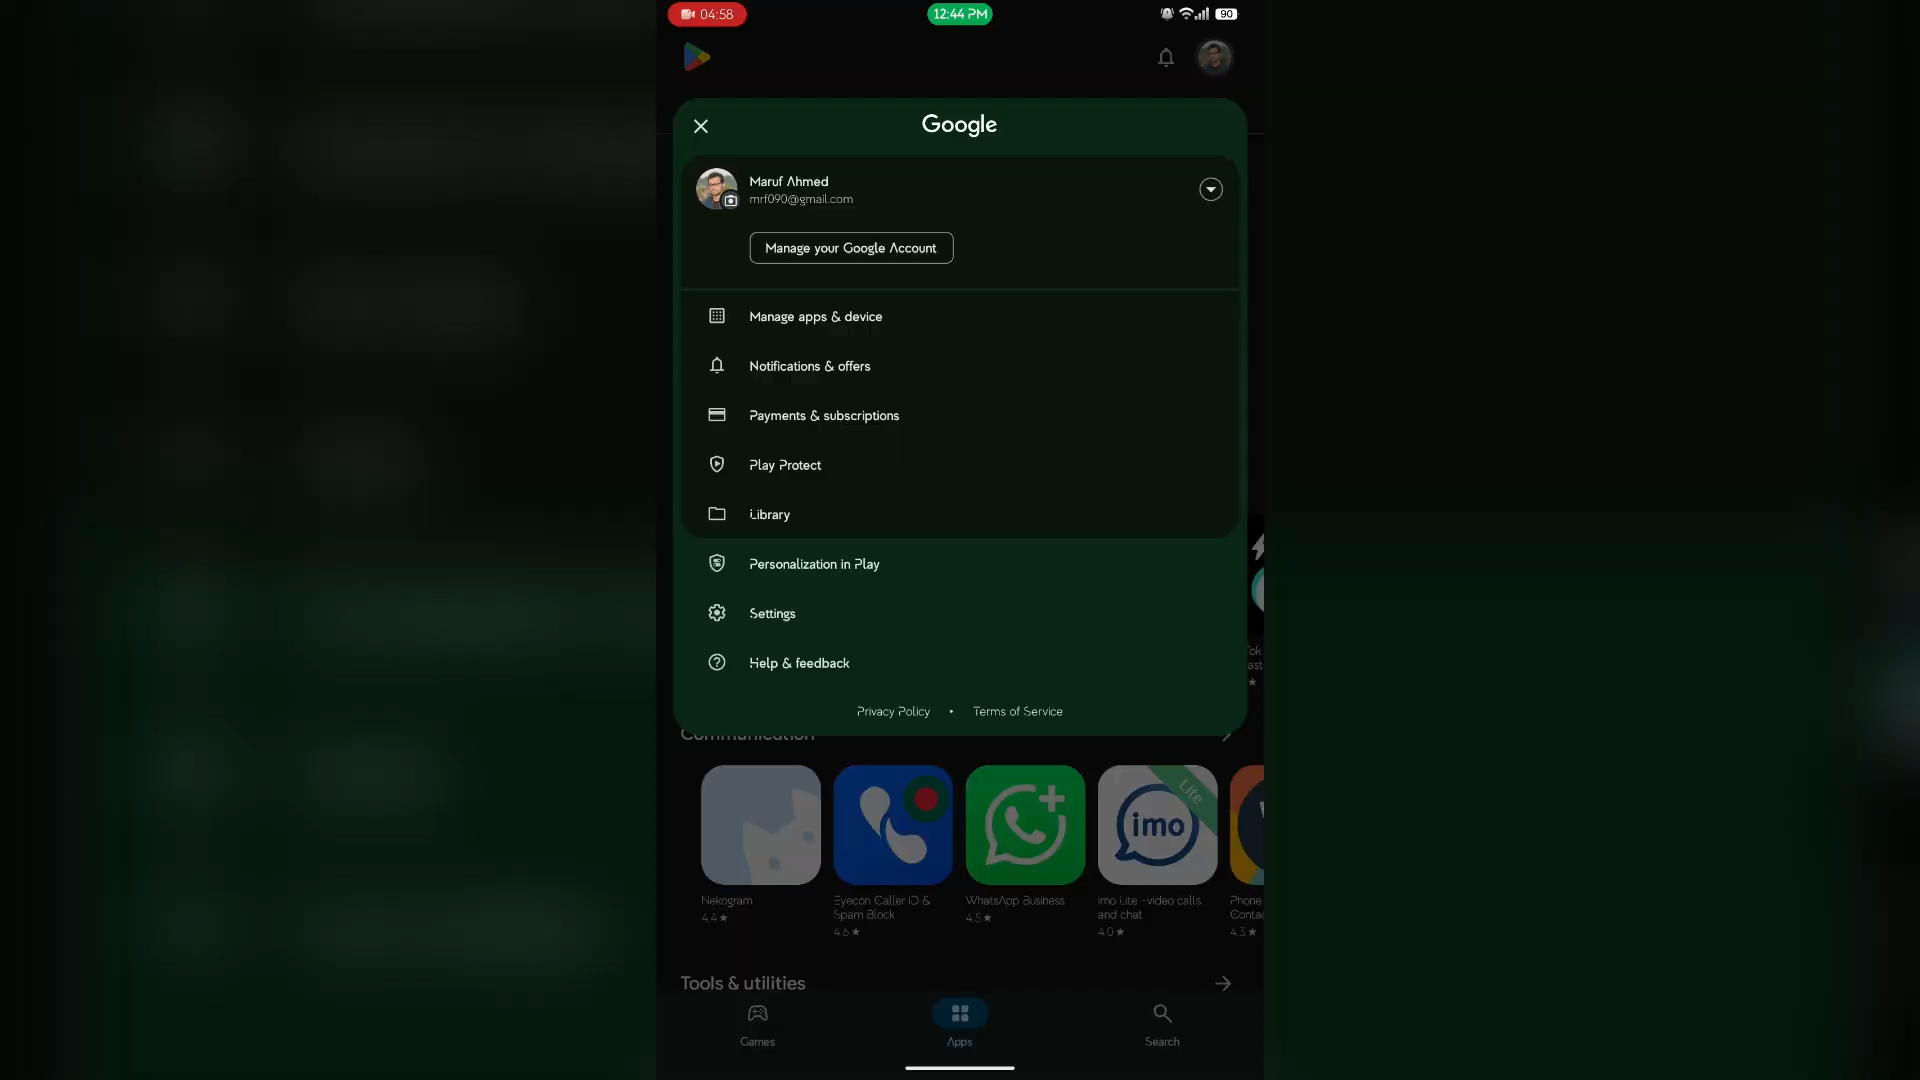 04:58
12:44 PM
90
Google
Maruf Ahmed
mrf090@gmail.com
Manage your Google Account
Manage apps & device
Notifications & offers
Payments & subscriptions
Play Protect
Library
Personalization in Play
Settings
Help & feedback
Privacy Policy • Terms of Service
Communication
Lite
imo
Nekogram
4.4 ★
Eyecon Caller ID &
Spam Block
4.6 ★
WhatsApp Business
4.5 ★
imo Lite -video calls
and chat
4.0 ★
Phone
4.3 ★
Tools & utilities
Games
Apps
Search